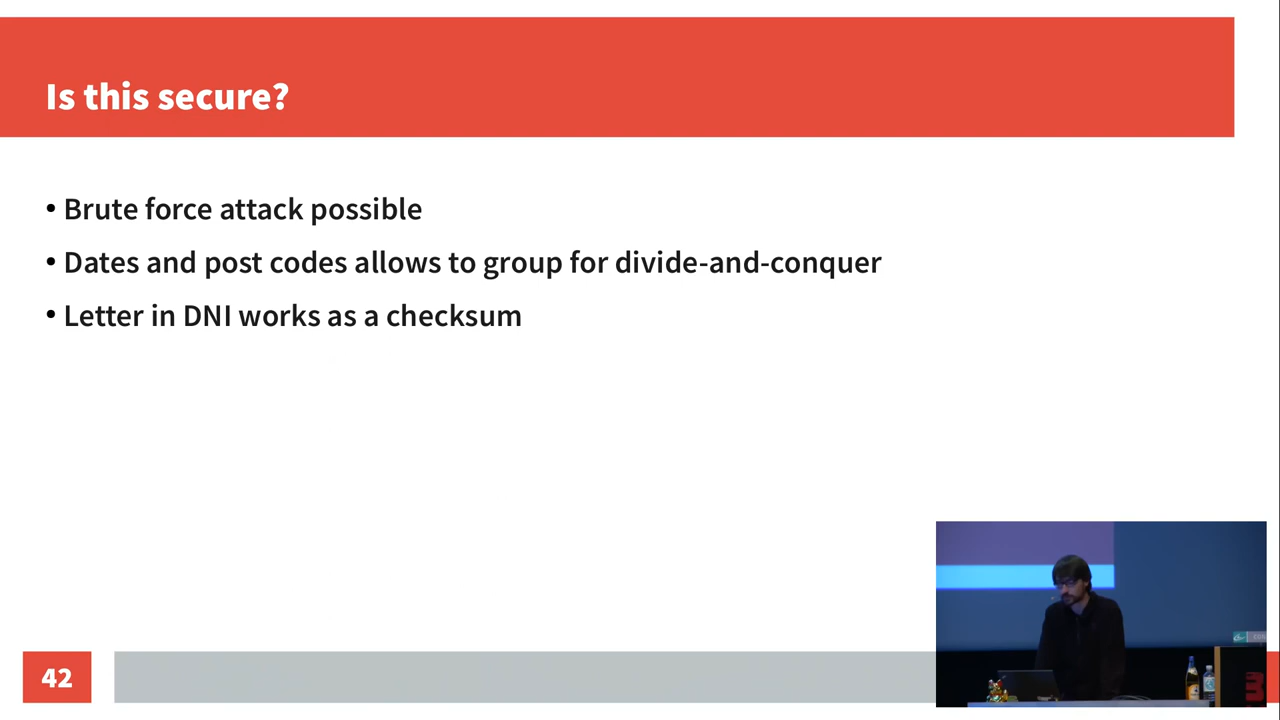 Is this secure?
• Brute force attack possible
• Dates and post codes allows to group for divide-and-conquer
• Letter in DNI works as a checksum
42